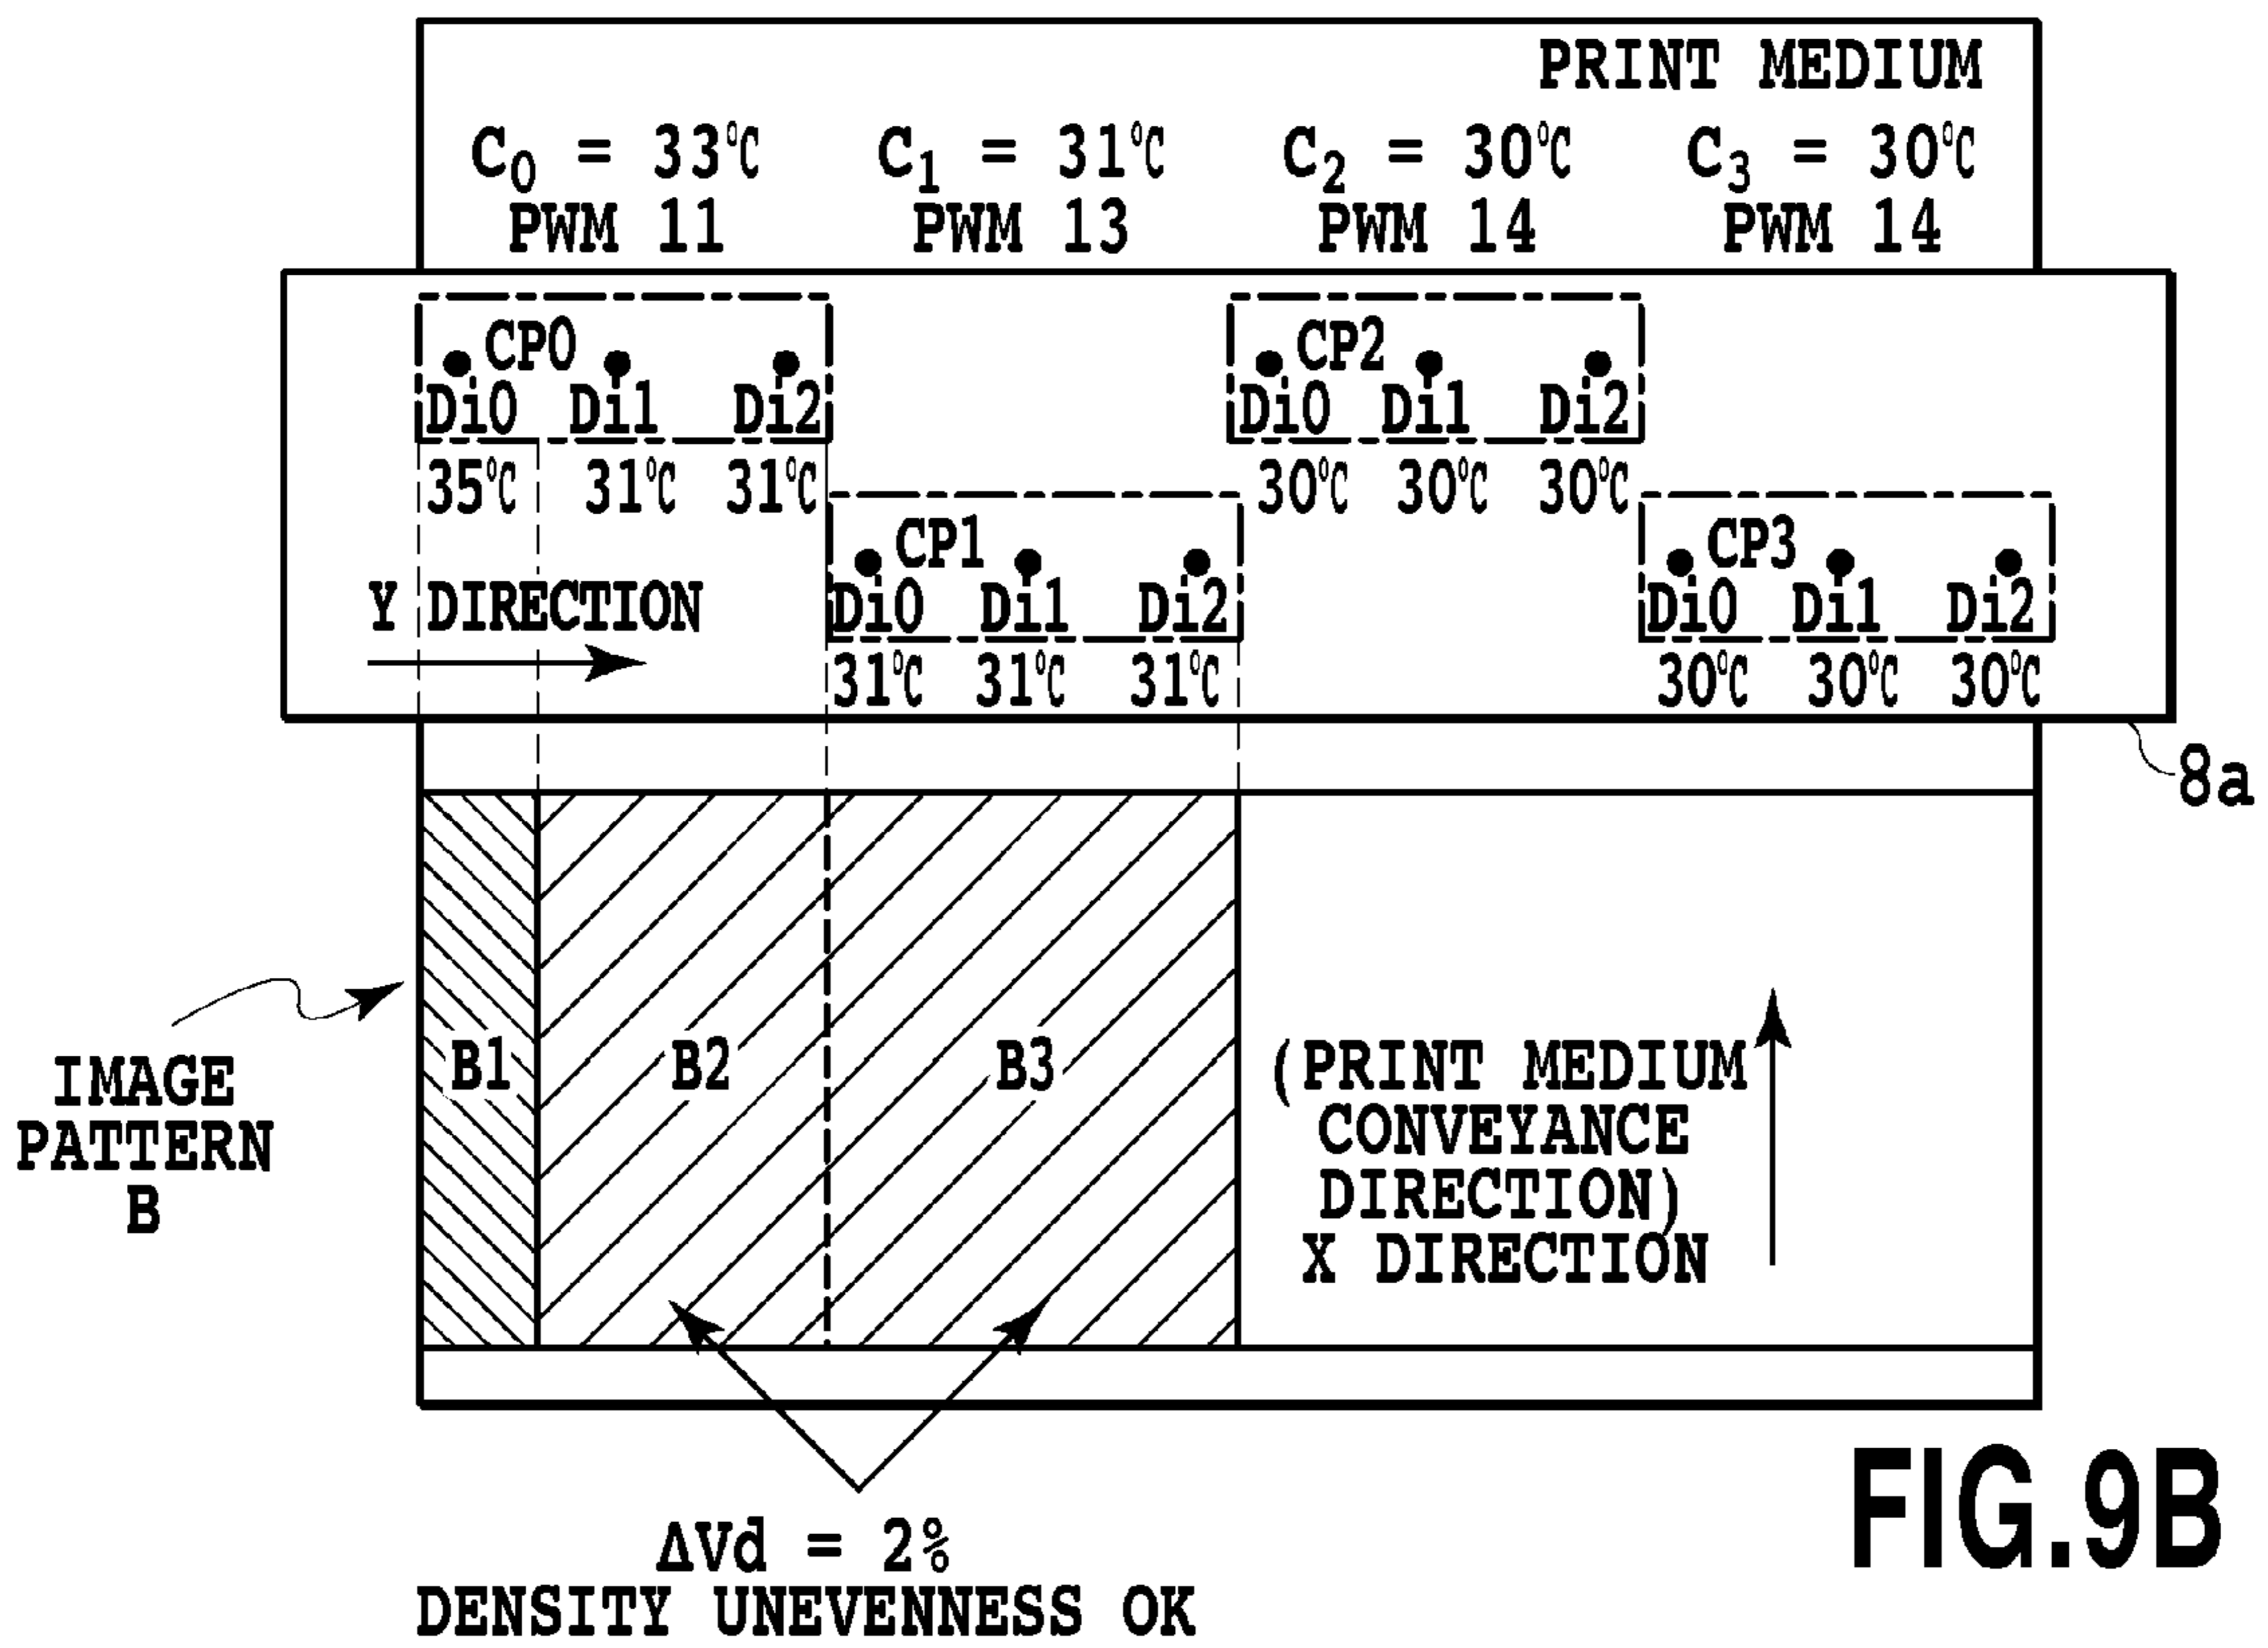 PRINT MEDIUM
C0 = 33℃ C1 = 31℃ C2 = 30℃ C3 = 30℃
PWM 11 PWM 13 PWM 14 PWM 14
CP0 CP2
Di0 Di1 Di2 Di0 Di1 Di2
35℃ 31℃ 31℃ 30℃ 30℃ 30℃
CP1 CP3
Y DIRECTION Di0 Di1 Di2 Di0 Di1 Di2
31℃ 31℃ 31℃ 30℃ 30℃ 30℃
8a
B1 B2 B3
IMAGE
PATTERN
B
(PRINT MEDIUM
CONVEYANCE
DIRECTION)
X DIRECTION
ΔVd = 2%
DENSITY UNEVENNESS OK
FIG.9B